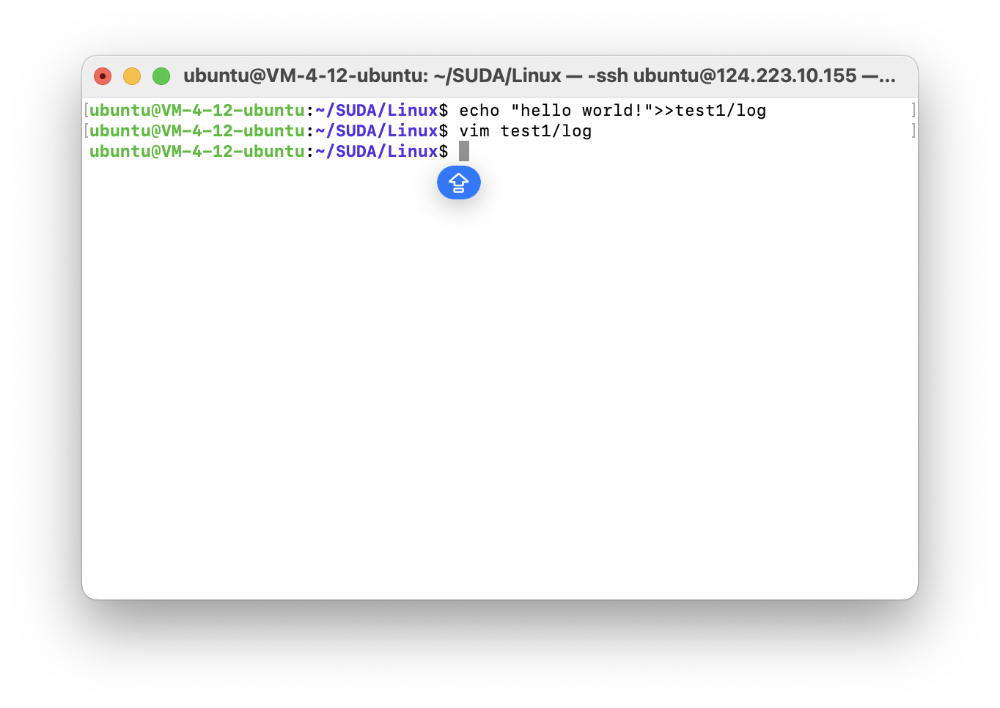 ubuntu@VM-4-12-ubuntu: ~/SUDA/Linux — -ssh ubuntu@124.223.10.155 —...
[ubuntu@VM-4-12-ubuntu:~/SUDA/Linux$ echo "hello world!">>test1/log ]
[ubuntu@VM-4-12-ubuntu:~/SUDA/Linux$ vim test1/log ]
ubuntu@VM-4-12-ubuntu:~/SUDA/Linux$